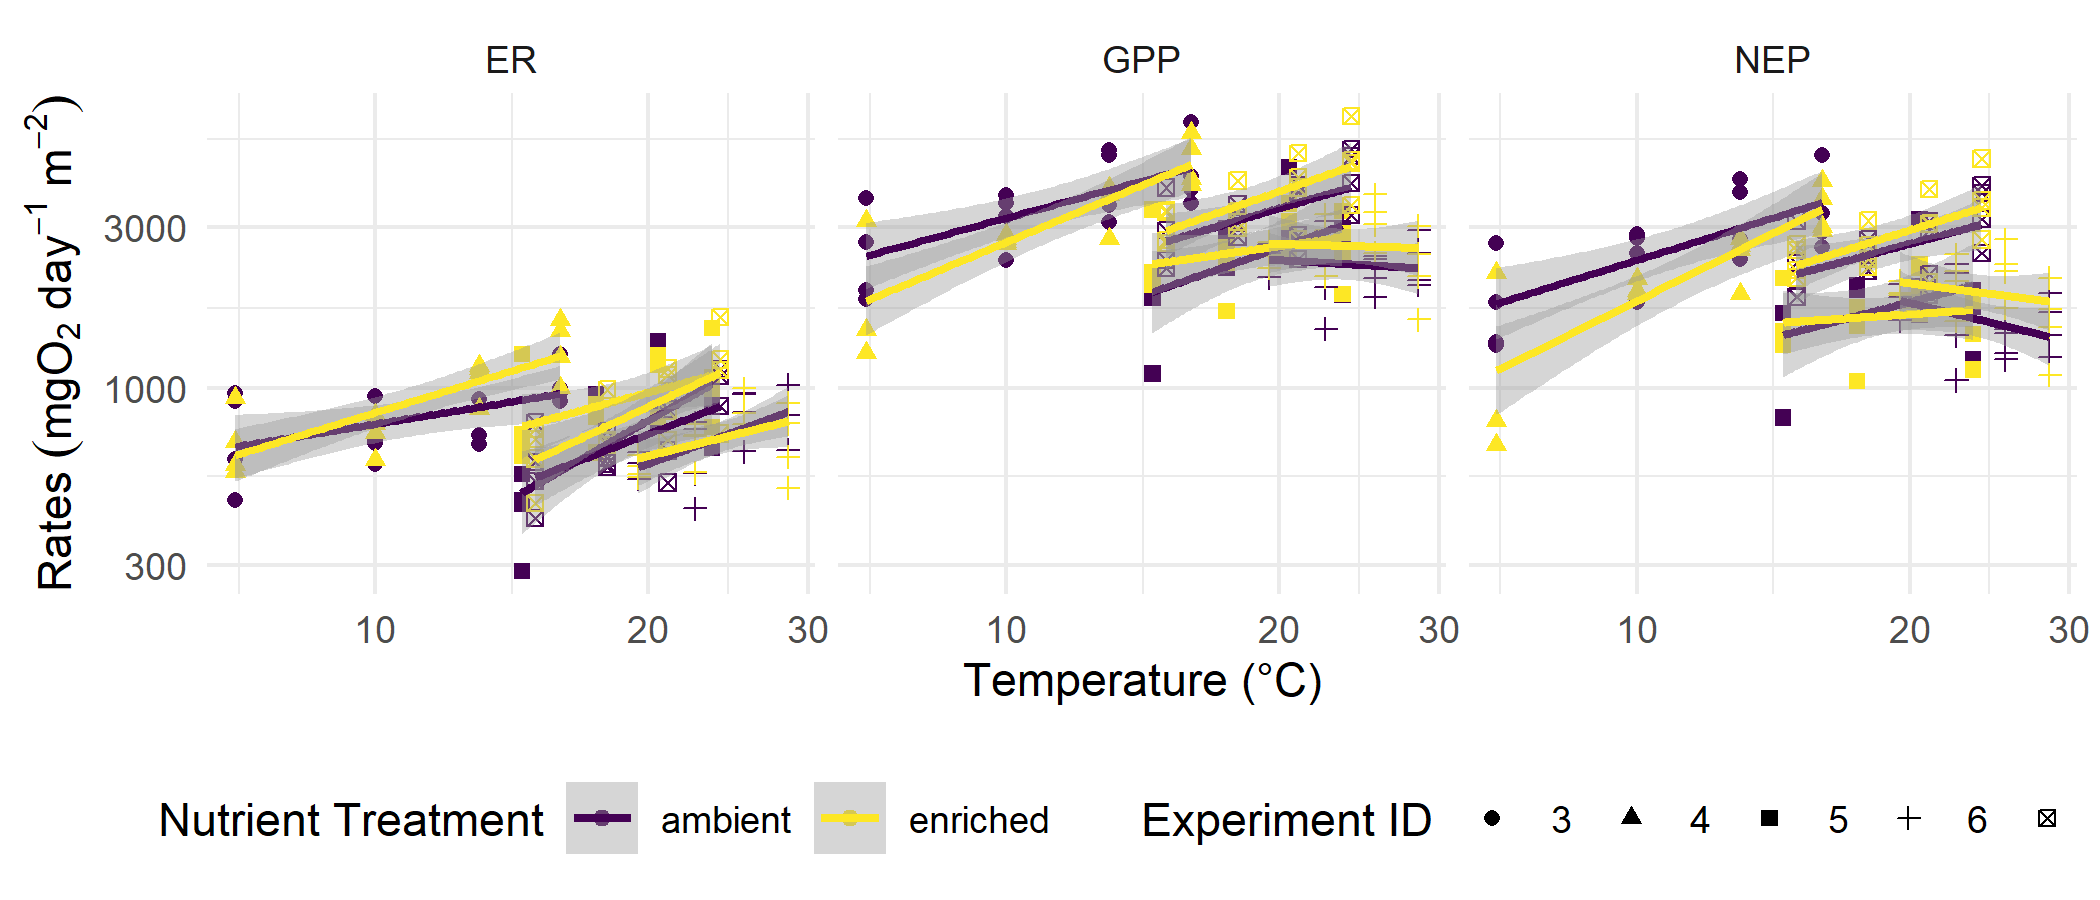 ER GPP NEP
Rates (mgO₂ day⁻¹ m⁻²)
3000
1000
300
10 20 30 10 20 30 10 20 30
Temperature (°C)
Nutrient Treatment ambient enriched Experiment ID 3 4 5 6